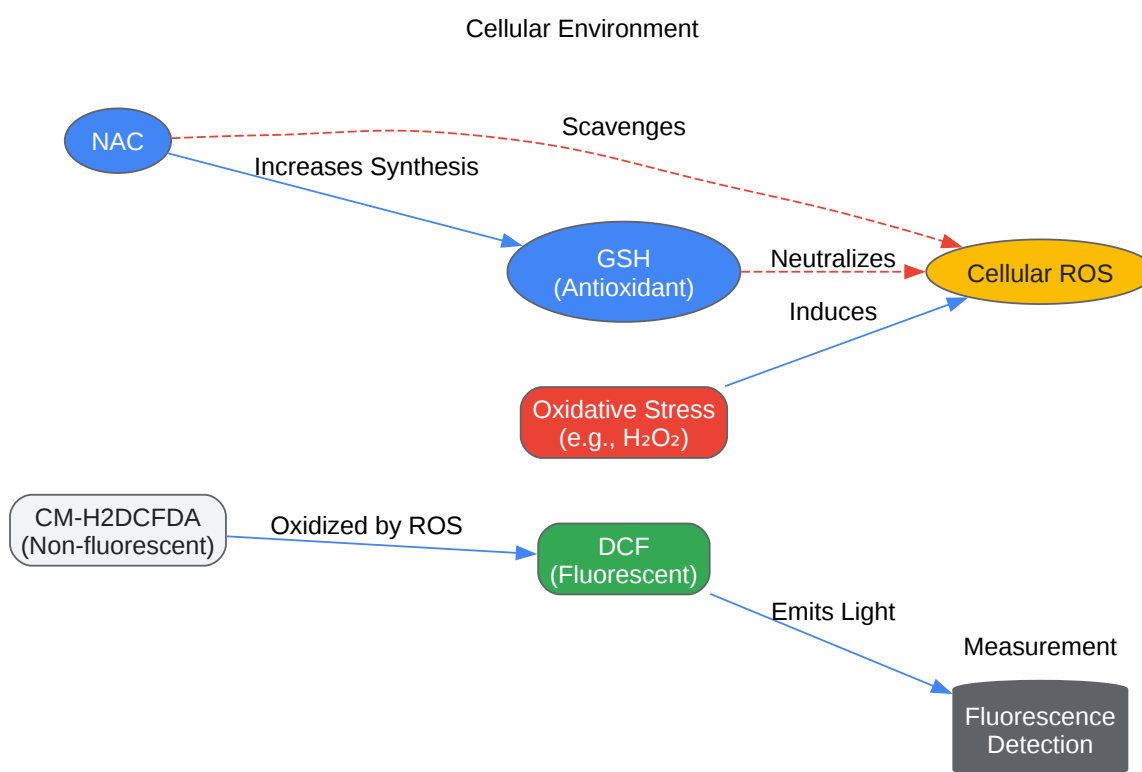 Cellular Environment
NAC
Scavenges
Increases Synthesis
GSH
(Antioxidant)
Neutralizes
Cellular ROS
Induces
Oxidative Stress
(e.g., H₂O₂)
CM-H2DCFDA
(Non-fluorescent)
Oxidized by ROS
DCF
(Fluorescent)
Emits Light
Measurement
Fluorescence
Detection